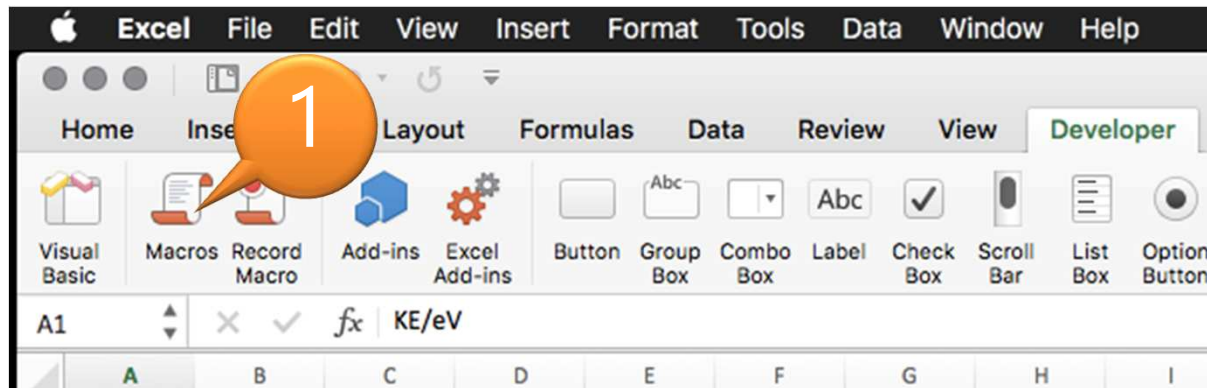 Excel File Edit View Insert Format Tools Data Window Help
1
Home Inse Layout Formulas Data Review View Developer
Abc
Abc
Visual Basic
Macros
Record Macro
Add-ins
Excel Add-ins
Button
Group Box
Combo Box
Label
Check Box
Scroll Bar
List Box
Option Button
A1 fx KE/eV
A B C D E F G H I